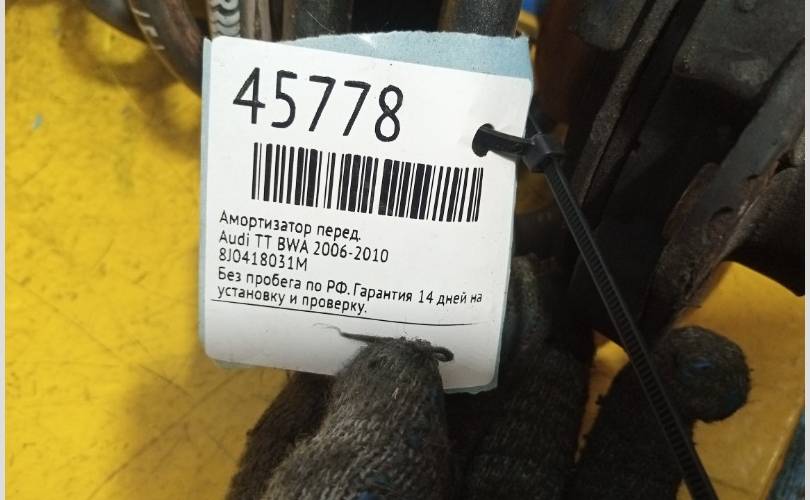 45778
Амортизатор перед.
Audi TT BWA 2006-2010
8J0418031M
Без пробега по РФ. Гарантия 14 дней на
установку и проверку.